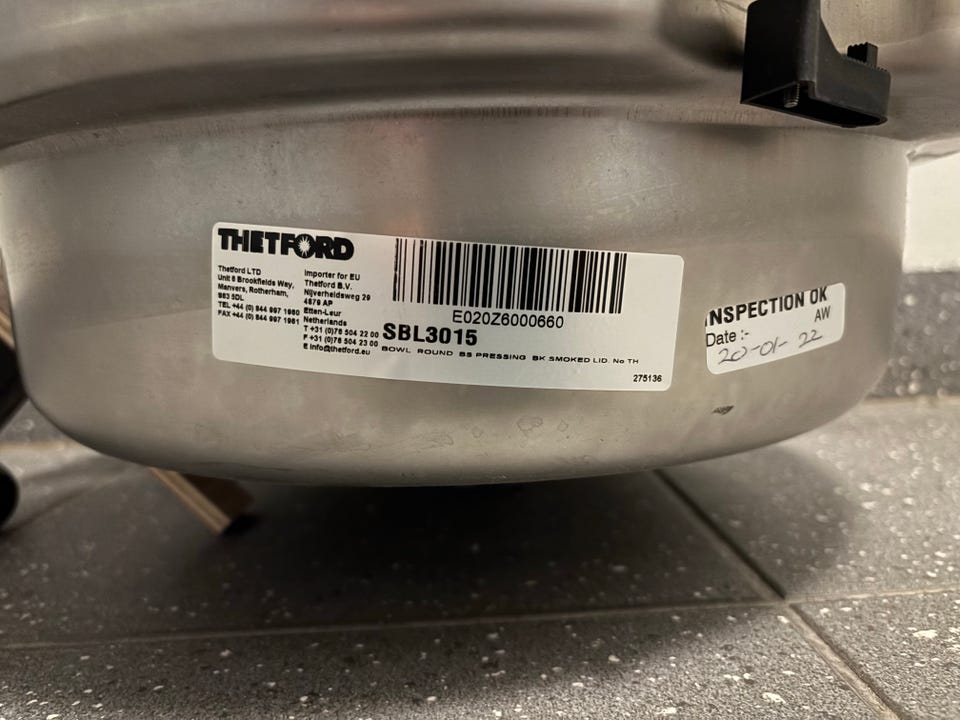 THETFORD
Thetford LTD
Unit 6 Brookfields Way,
Manvers, Rotherham,
S63 5DL
TEL +44 (0) 844 997 1960
FAX +44 (0) 844 997 1961
Importer for EU
Thetford B.V.
Nijverheidsweg 29
4879 AP
Etten-Leur
Netherlands
T +31 (0)76 504 22 00
F +31 (0)76 504 23 00
E info@thetford.eu
E020Z6000660
SBL3015
BOWL ROUND SS PRESSING BK SMOKED LID. No TH
275136
INSPECTION OK
AW
Date :-
20-01-22